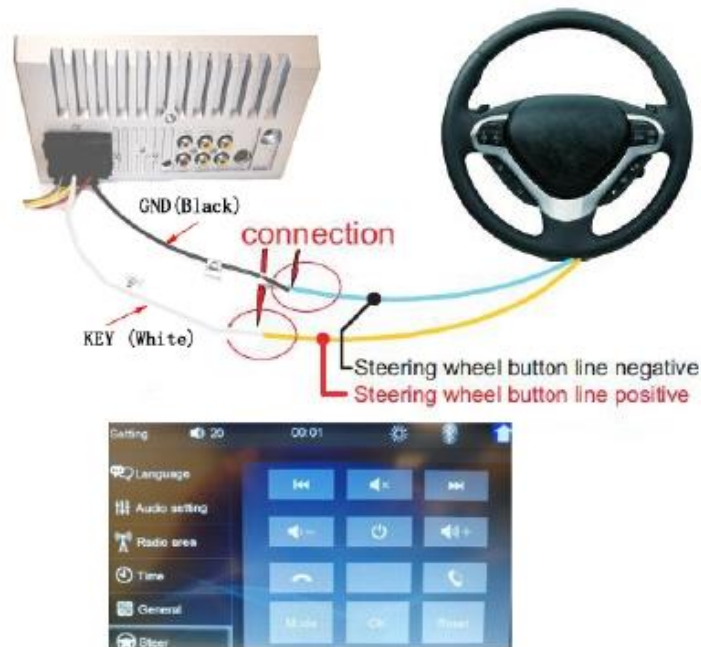 GND(Black)
connection
KEY (White)
Steering wheel button line negative
Steering wheel button line positive
Setting 20 00:01
Language
Audio setting
Radio area
Time
General
Steer
Mode OK Reset